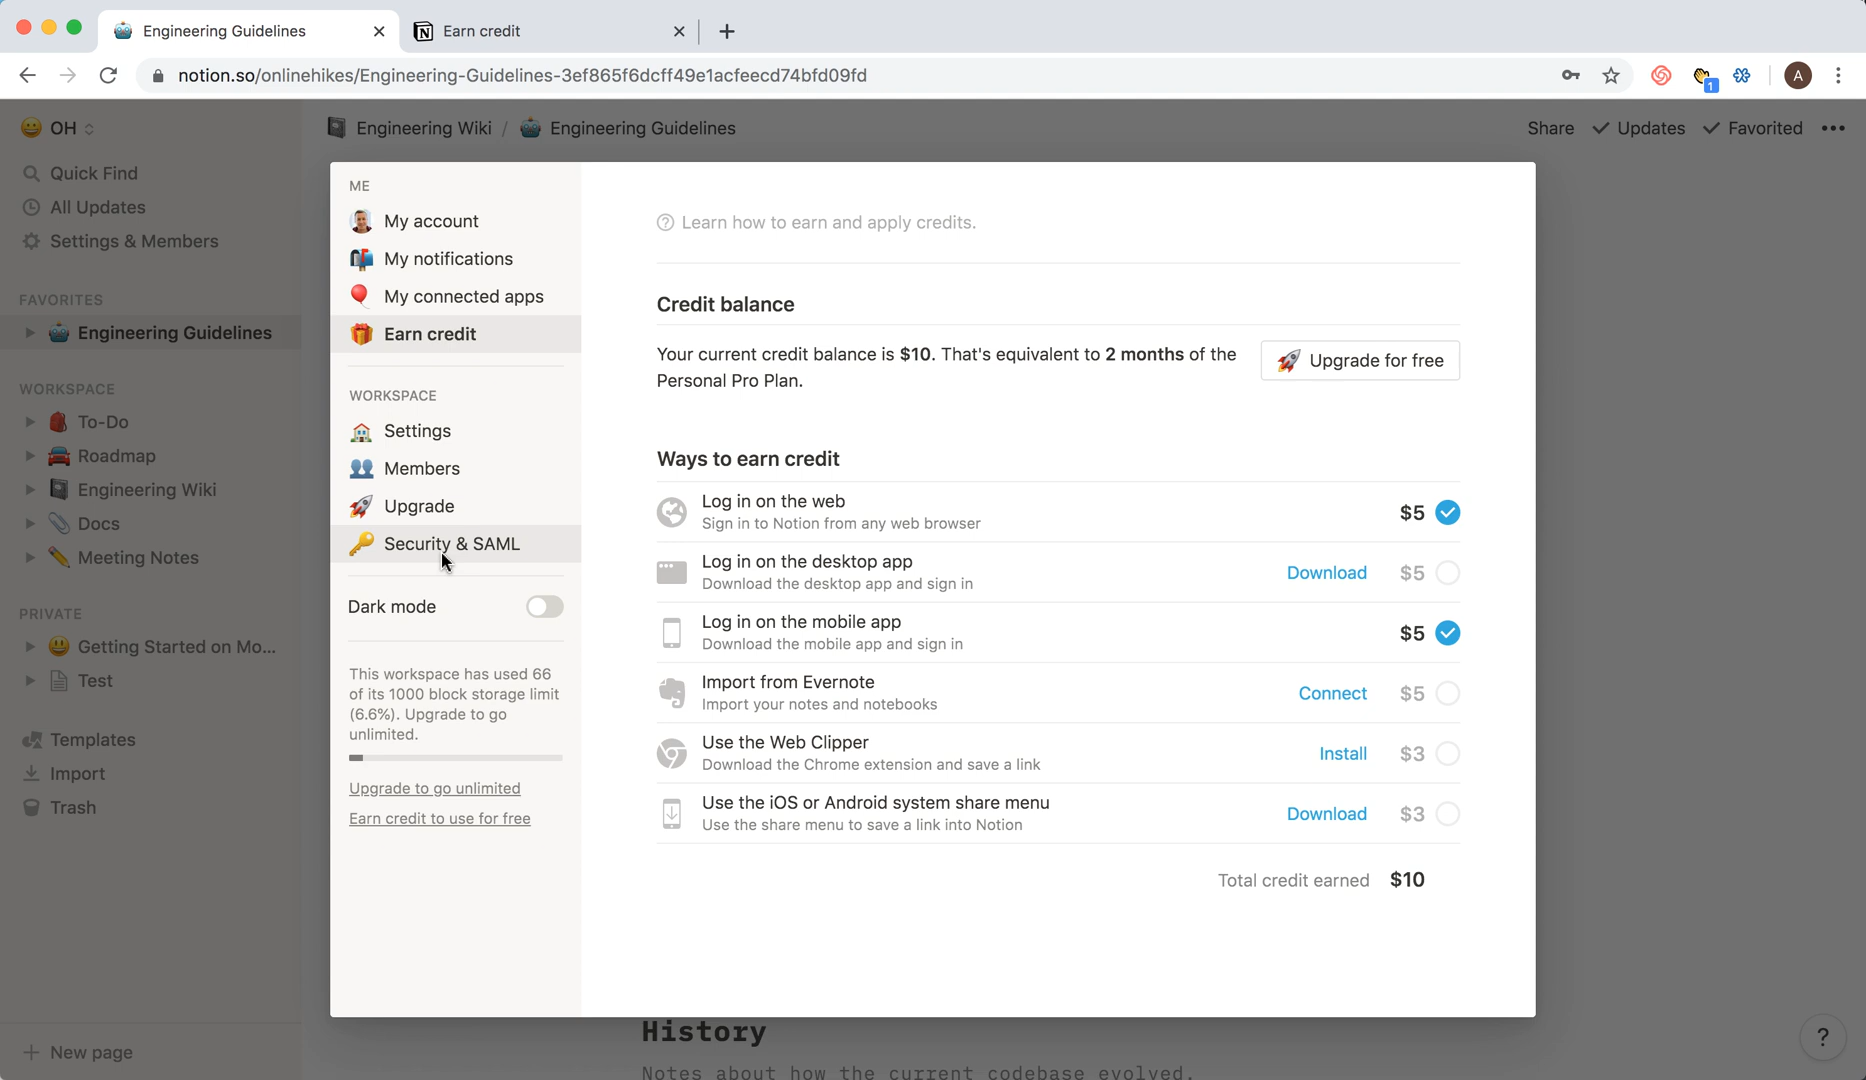 Engineering Guidelines
Earn credit
notion.so/onlinehikes/Engineering-Guidelines-3ef865f6dcff49e1acfeecd74bfd09fd
1
A
OH
Quick Find
All Updates
Settings & Members
FAVORITES
Engineering Guidelines
WORKSPACE
To-Do
Roadmap
Engineering Wiki
Docs
Meeting Notes
PRIVATE
Getting Started on Mo...
Test
Templates
Import
Trash
New page
Engineering Wiki / Engineering Guidelines
Share
Updates
Favorited
ME
My account
My notifications
My connected apps
Earn credit
WORKSPACE
Settings
Members
Upgrade
Security & SAML
Dark mode
This workspace has used 66
of its 1000 block storage limit
(6.6%). Upgrade to go
unlimited.
Upgrade to go unlimited
Earn credit to use for free
? Learn how to earn and apply credits.
Credit balance
Your current credit balance is $10. That's equivalent to 2 months of the
Personal Pro Plan.
Upgrade for free
Ways to earn credit
Log in on the web
Sign in to Notion from any web browser
$5
Log in on the desktop app
Download the desktop app and sign in
Download $5
Log in on the mobile app
Download the mobile app and sign in
$5
Import from Evernote
Import your notes and notebooks
Connect $5
Use the Web Clipper
Download the Chrome extension and save a link
Install $3
Use the iOS or Android system share menu
Use the share menu to save a link into Notion
Download $3
Total credit earned $10
History
Notes about how the current codebase evolved.
?